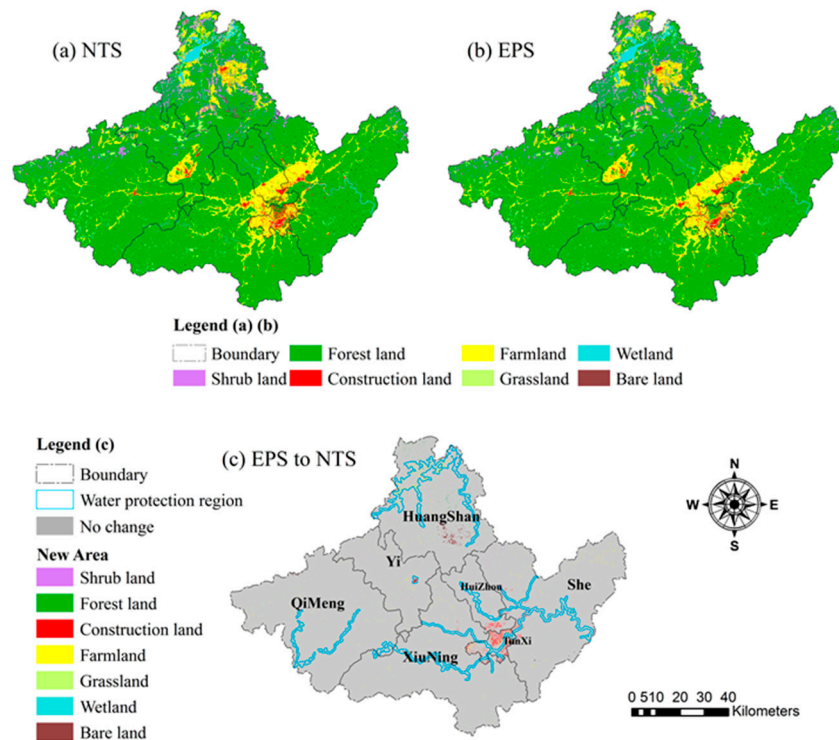 (a) NTS
(b) EPS
Legend (a) (b)
Boundary
Forest land
Farmland
Wetland
Shrub land
Construction land
Grassland
Bare land
Legend (c)
Boundary
Water protection region
No change
New Area
Shrub land
Forest land
Construction land
Farmland
Grassland
Wetland
Bare land
(c) EPS to NTS
HuangShan
Yi
HuiZhou
She
QiMeng
TunXi
XiuNing
N
W E
S
0 510 20 30 40
Kilometers